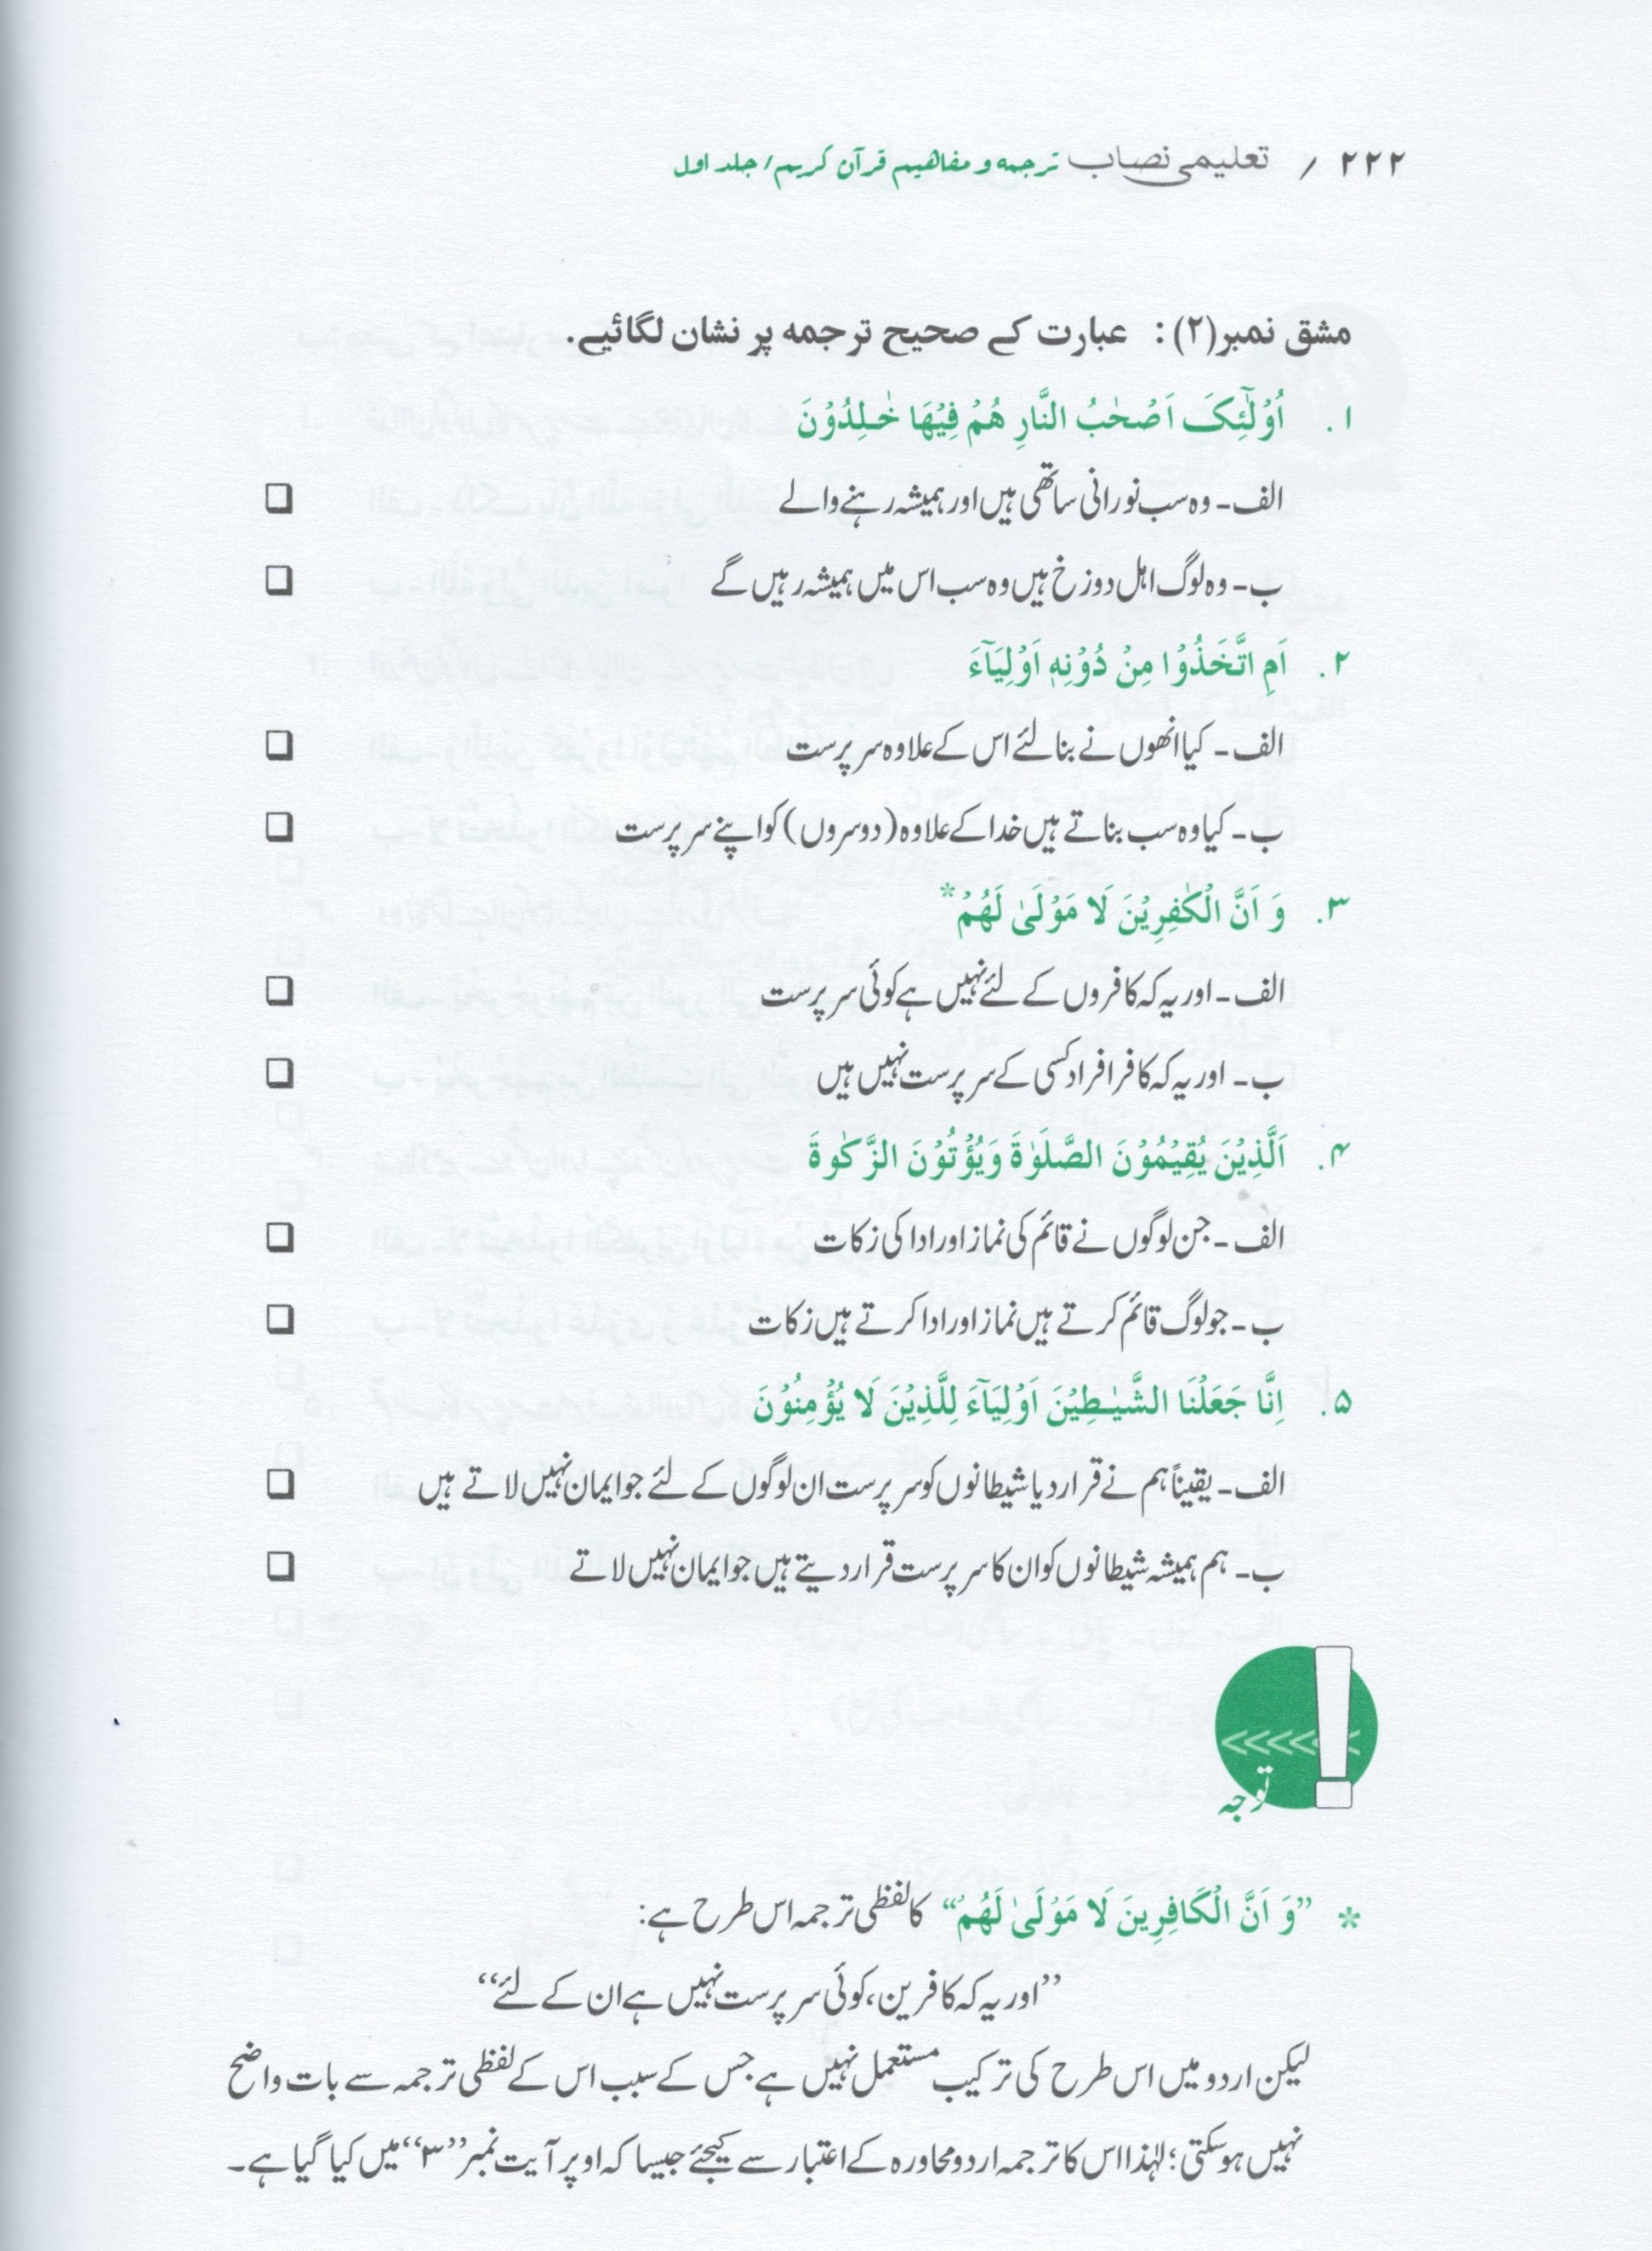 ۲۲۲ / تعلیمی نصاب ترجمه و مفاهیم قرآن کریم/ جلد اول
مشق نمبر(۲): عبارت کے صحیح ترجمہ پر نشان لگائیے.
۱. اُوْلٰٓئِکَ اَصْحٰبُ النَّارِ هُمْ فِیْهَا خٰلِدُوْنَ
الف۔ وہ سب نورانی ساتھی ہیں اور ہمیشہ رہنے والے
ب۔ وہ لوگ اہل دوزخ ہیں وہ سب اس میں ہمیشہ رہیں گے
۲. اَمِ اتَّخَذُوْا مِنْ دُوْنِهٖ اَوْلِیَآءَ
الف۔ کیا انھوں نے بنا لئے اس کے علاوہ سرپرست
ب۔ کیا وہ سب بناتے ہیں خدا کے علاوہ (دوسروں) کو اپنے سرپرست
۳. وَ اَنَّ الْکٰفِرِیْنَ لَا مَوْلَیٰ لَهُمْ*
الف۔ اور یہ کہ کافروں کے لئے نہیں ہے کوئی سرپرست
ب۔ اور یہ کہ کافر افراد کسی کے سرپرست نہیں ہیں
۴. اَلَّذِیْنَ یُقِیْمُوْنَ الصَّلَوٰةَ وَیُؤْتُوْنَ الزَّکٰوةَ
الف۔ جن لوگوں نے قائم کی نماز اور ادا کی زکات
ب۔ جو لوگ قائم کرتے ہیں نماز اور ادا کرتے ہیں زکات
۵. اِنَّا جَعَلْنَا الشَّیٰطِیْنَ اَوْلِیَآءَ لِلَّذِیْنَ لَا یُؤْمِنُوْنَ
الف۔ یقیناً ہم نے قرار دیا شیطانوں کو سرپرست ان لوگوں کے لئے جو ایمان نہیں لاتے ہیں
ب۔ ہم ہمیشہ شیطانوں کو ان کا سرپرست قرار دیتے ہیں جو ایمان نہیں لاتے
توجہ
* ”وَ اَنَّ الْکَافِرِینَ لَا مَوْلَیٰ لَهُمْ“ کا لفظی ترجمہ اس طرح ہے:
”اور یہ کہ کافرین، کوئی سرپرست نہیں ہے ان کے لئے“
لیکن اردو میں اس طرح کی ترکیب مستعمل نہیں ہے جس کے سبب اس کے لفظی ترجمہ سے بات واضح
نہیں ہوسکتی؛ لہٰذا اس کا ترجمہ اردو محاورہ کے اعتبار سے کیجئے جیسا کہ اوپر آیت نمبر ”۳“ میں کیا گیا ہے۔